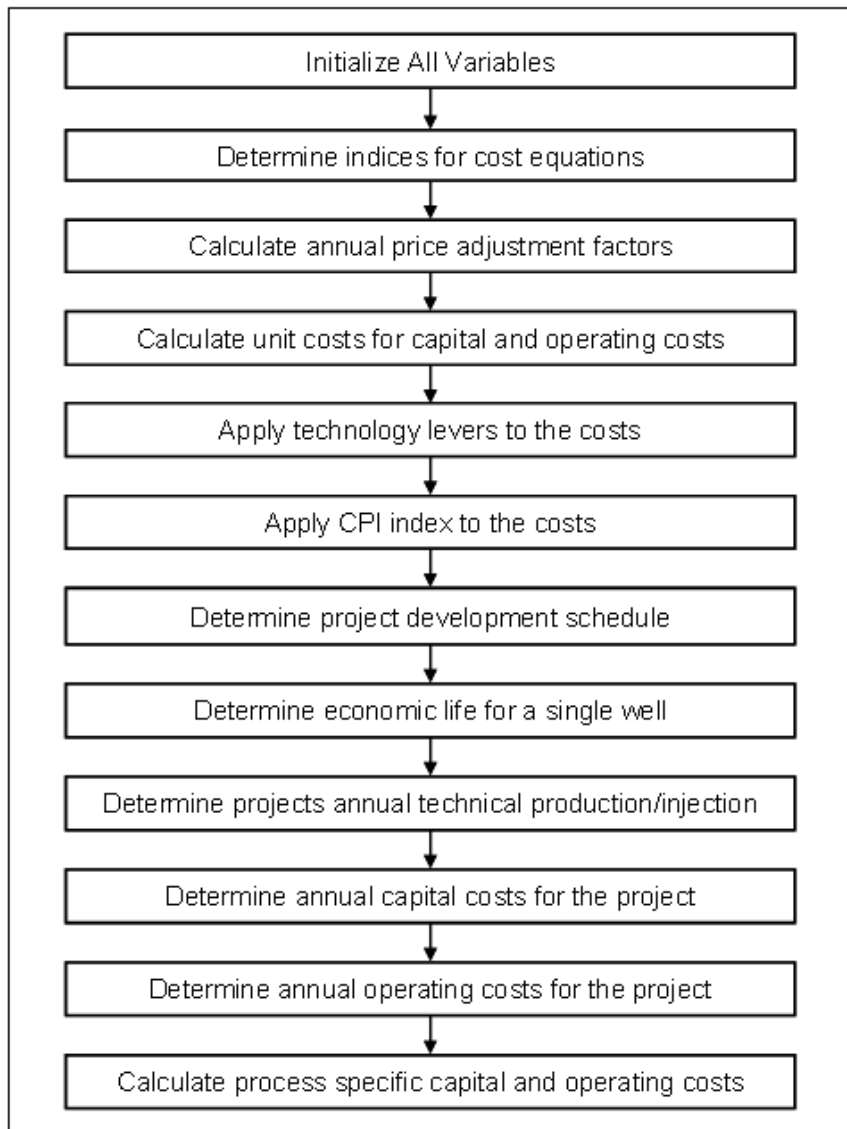 Initialize All Variables
Determine indices for cost equations
Calculate annual price adjustment factors
Calculate unit costs for capital and operating costs
Apply technology levers to the costs
Apply CPI index to the costs
Determine project development schedule
Determine economic life for a single well
Determine projects annual technical production/injection
Determine annual capital costs for the project
Determine annual operating costs for the project
Calculate process specific capital and operating costs